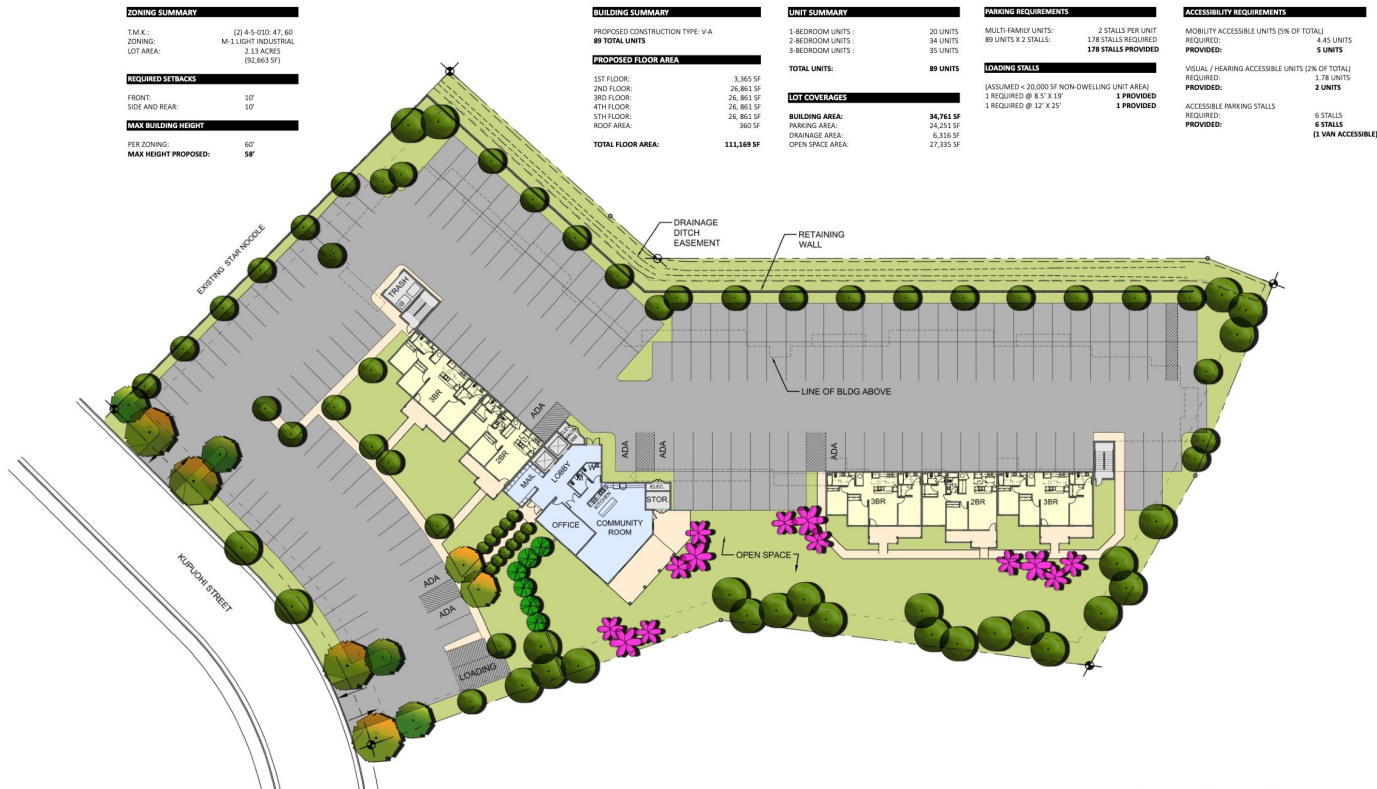 ZONING SUMMARY
T.M.K.: (2) 4-5-010: 47, 60
ZONING: M-1 LIGHT INDUSTRIAL
LOT AREA: 2.13 ACRES
(92,663 SF)
REQUIRED SETBACKS
FRONT: 10'
SIDE AND REAR: 10'
MAX BUILDING HEIGHT
PER ZONING: 60'
MAX HEIGHT PROPOSED: 58'
BUILDING SUMMARY
PROPOSED CONSTRUCTION TYPE: V-A
89 TOTAL UNITS
PROPOSED FLOOR AREA
1ST FLOOR: 3,365 SF
2ND FLOOR: 26,861 SF
3RD FLOOR: 26, 861 SF
4TH FLOOR: 26, 861 SF
5TH FLOOR: 26, 861 SF
ROOF AREA: 360 SF
TOTAL FLOOR AREA: 111,169 SF
UNIT SUMMARY
1-BEDROOM UNITS : 20 UNITS
2-BEDROOM UNITS : 34 UNITS
3-BEDROOM UNITS : 35 UNITS
TOTAL UNITS: 89 UNITS
LOT COVERAGES
BUILDING AREA: 34,761 SF
PARKING AREA: 24,251 SF
DRAINAGE AREA: 6,316 SF
OPEN SPACE AREA: 27,335 SF
PARKING REQUIREMENTS
MULTI-FAMILY UNITS: 2 STALLS PER UNIT
89 UNITS X 2 STALLS: 178 STALLS REQUIRED
178 STALLS PROVIDED
LOADING STALLS
(ASSUMED < 20,000 SF NON-DWELLING UNIT AREA)
1 REQUIRED @ 8.5' X 19' 1 PROVIDED
1 REQUIRED @ 12' X 25' 1 PROVIDED
ACCESSIBILITY REQUIREMENTS
MOBILITY ACCESSIBLE UNITS (5% OF TOTAL)
REQUIRED: 4.45 UNITS
PROVIDED: 5 UNITS
VISUAL / HEARING ACCESSIBLE UNITS (2% OF TOTAL)
REQUIRED: 1.78 UNITS
PROVIDED: 2 UNITS
ACCESSIBLE PARKING STALLS
REQUIRED: 6 STALLS
PROVIDED: 6 STALLS
(1 VAN ACCESSIBLE)
DRAINAGE
DITCH
EASEMENT
RETAINING
WALL
EXISTING STAR NOODLE
TRASH
LINE OF BLDG ABOVE
3BR
2BR
ADA
MAIL
LOBBY
KITCHEN
OFFICE
COMMUNITY
ROOM
ELEC.
STOR.
ADA
ADA
ADA
3BR
2BR
3BR
OPEN SPACE
KUPUOHI STREET
ADA
ADA
LOADING